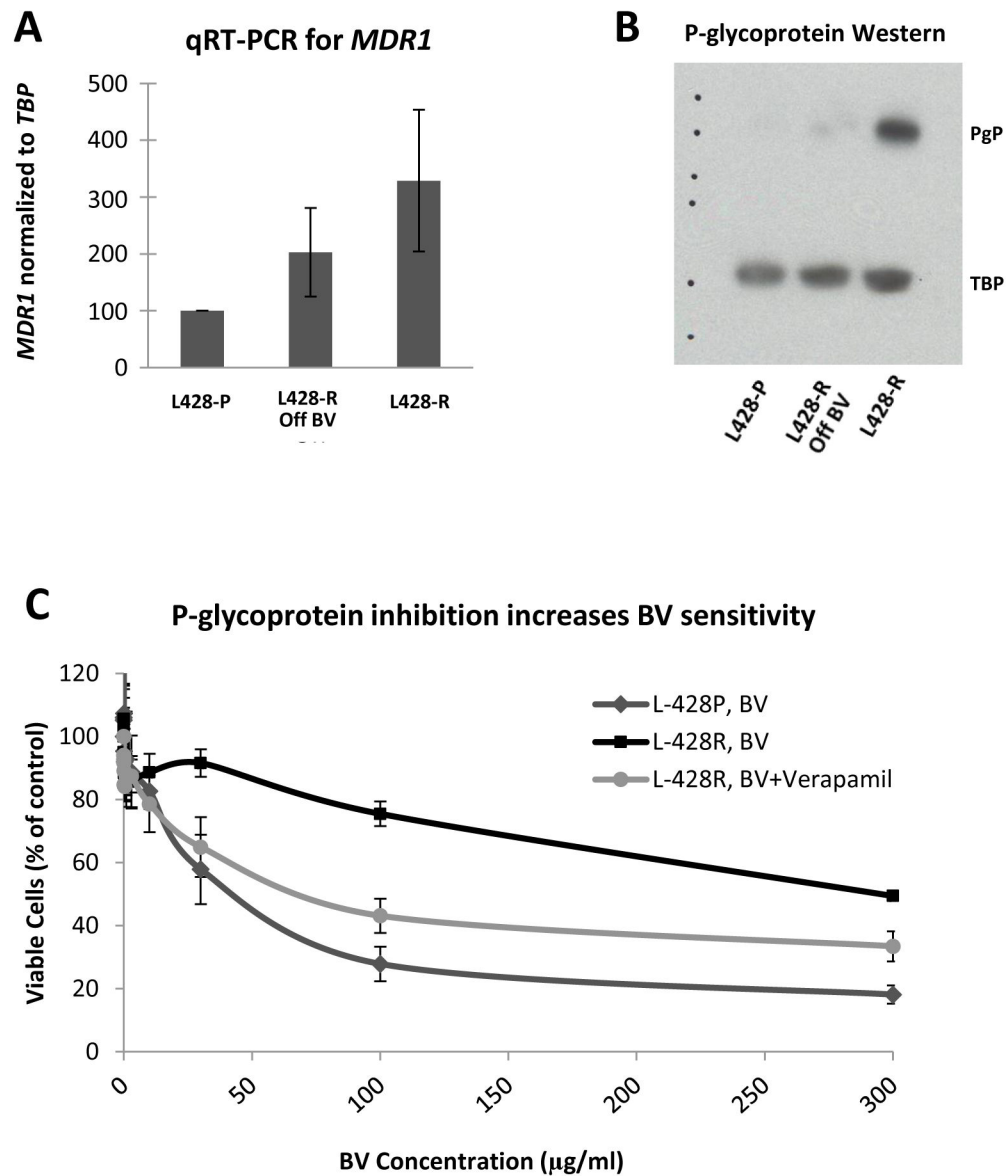 A
qRT-PCR for MDR1
MDR1 normalized to TBP
500
400
300
200
100
0
L428-P
L428-R
Off BV
L428-R
B
P-glycoprotein Western
PgP
TBP
L428-P
L428-R
Off BV
L428-R
C
P-glycoprotein inhibition increases BV sensitivity
Viable Cells (% of control)
120
100
80
60
40
20
0
L-428P, BV
L-428R, BV
L-428R, BV+Verapamil
0
50
100
150
200
250
300
BV Concentration (μg/ml)